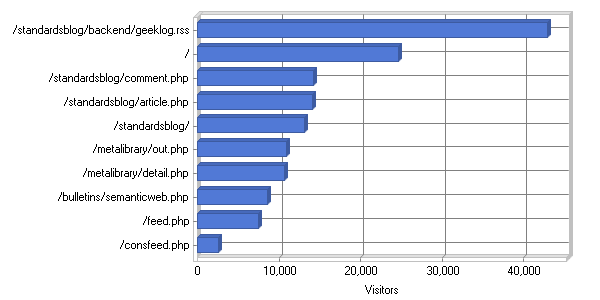 /standardsblog/backend/geeklog.rss
/
/standardsblog/comment.php
/standardsblog/article.php
/standardsblog/
/metalibrary/out.php
/metalibrary/detail.php
/bulletins/semanticweb.php
/feed.php
/consfeed.php
0 10,000 20,000 30,000 40,000
Visitors